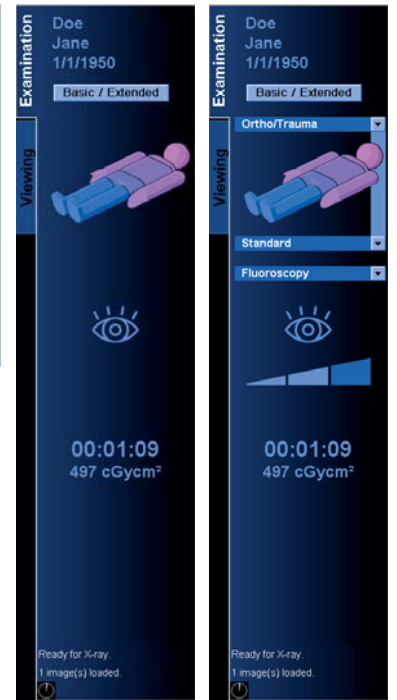 Examination
Viewing
Doe
Jane
1/1/1950
Basic / Extended
00:01:09
497 cGycm²
Ready for X-ray.
1 image(s) loaded.
Examination
Viewing
Doe
Jane
1/1/1950
Basic / Extended
Ortho/Trauma
Standard
Fluoroscopy
00:01:09
497 cGycm²
Ready for X-ray.
1 image(s) loaded.